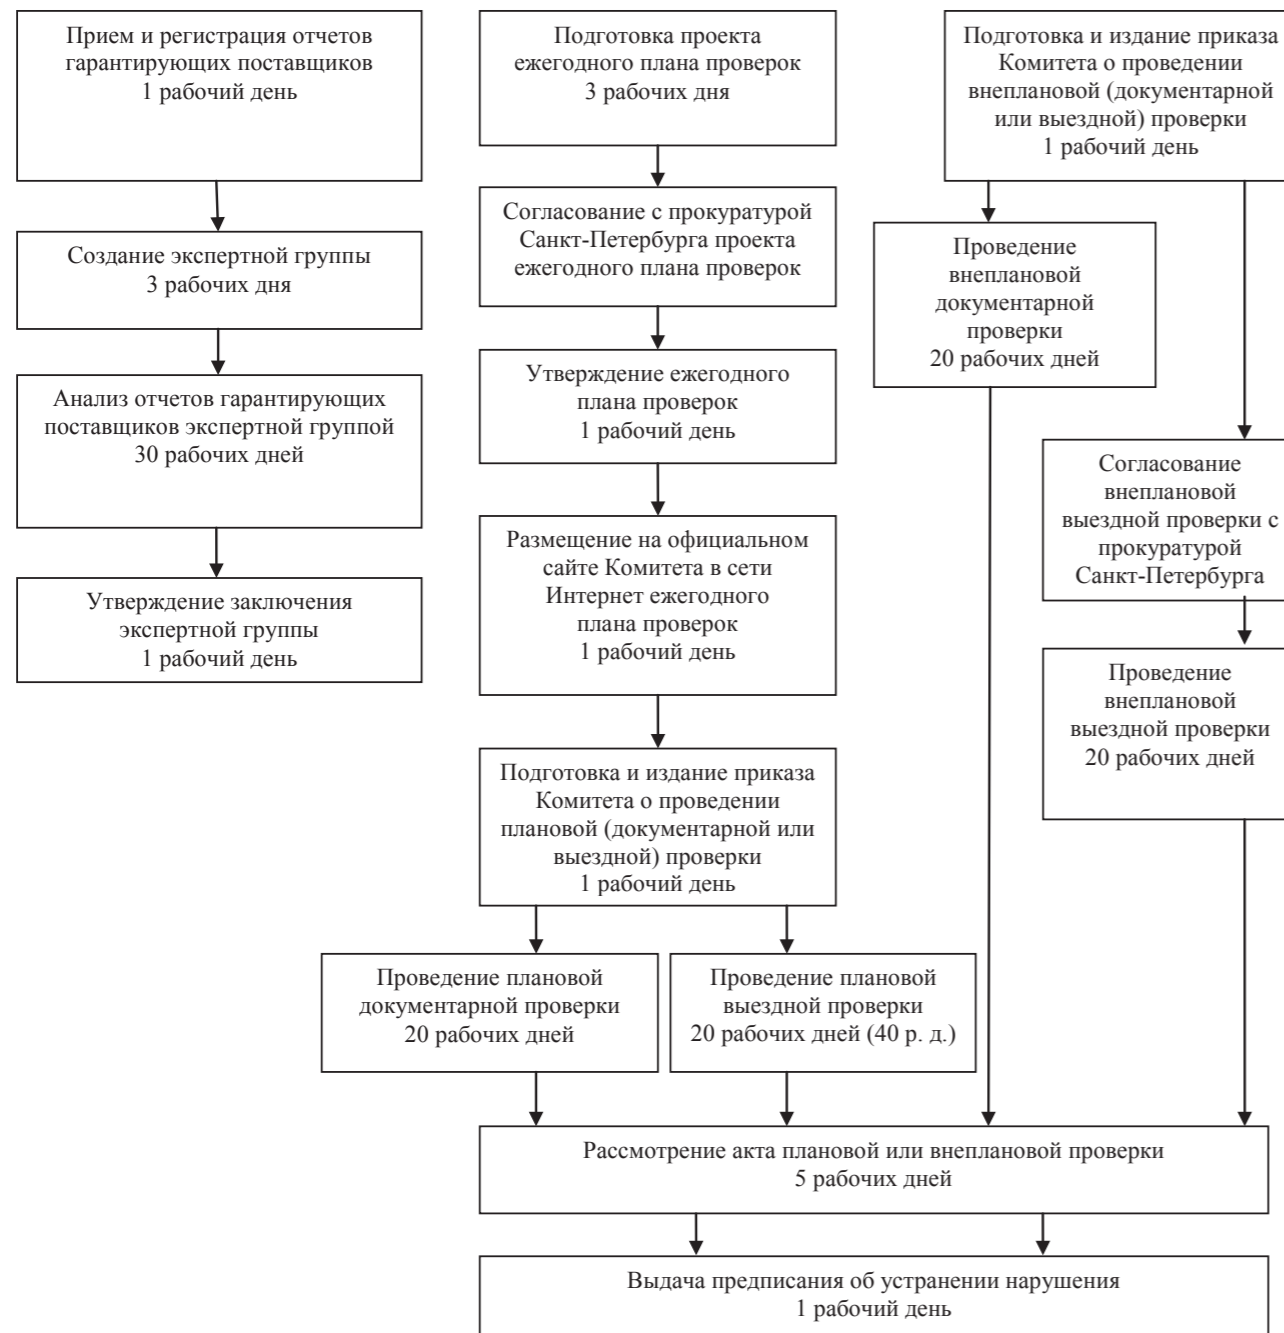 Прием и регистрация отчетов
гарантирующих поставщиков
1 рабочий день
Создание экспертной группы
3 рабочих дня
Анализ отчетов гарантирующих
поставщиков экспертной группой
30 рабочих дней
Утверждение заключения
экспертной группы
1 рабочий день
Подготовка проекта
ежегодного плана проверок
3 рабочих дня
Согласование с прокуратурой
Санкт-Петербурга проекта
ежегодного плана проверок
Утверждение ежегодного
плана проверок
1 рабочий день
Размещение на официальном
сайте Комитета в сети
Интернет ежегодного
плана проверок
1 рабочий день
Подготовка и издание приказа
Комитета о проведении
плановой (документарной или
выездной) проверки
1 рабочий день
Проведение плановой
документарной проверки
20 рабочих дней
Проведение плановой
выездной проверки
20 рабочих дней (40 р. д.)
Подготовка и издание приказа
Комитета о проведении
внеплановой (документарной
или выездной) проверки
1 рабочий день
Проведение
внеплановой
документарной
проверки
20 рабочих дней
Согласование
внеплановой
выездной проверки с
прокуратурой
Санкт-Петербурга
Проведение
внеплановой
выездной проверки
20 рабочих дней
Рассмотрение акта плановой или внеплановой проверки
5 рабочих дней
Выдача предписания об устранении нарушения
1 рабочий день